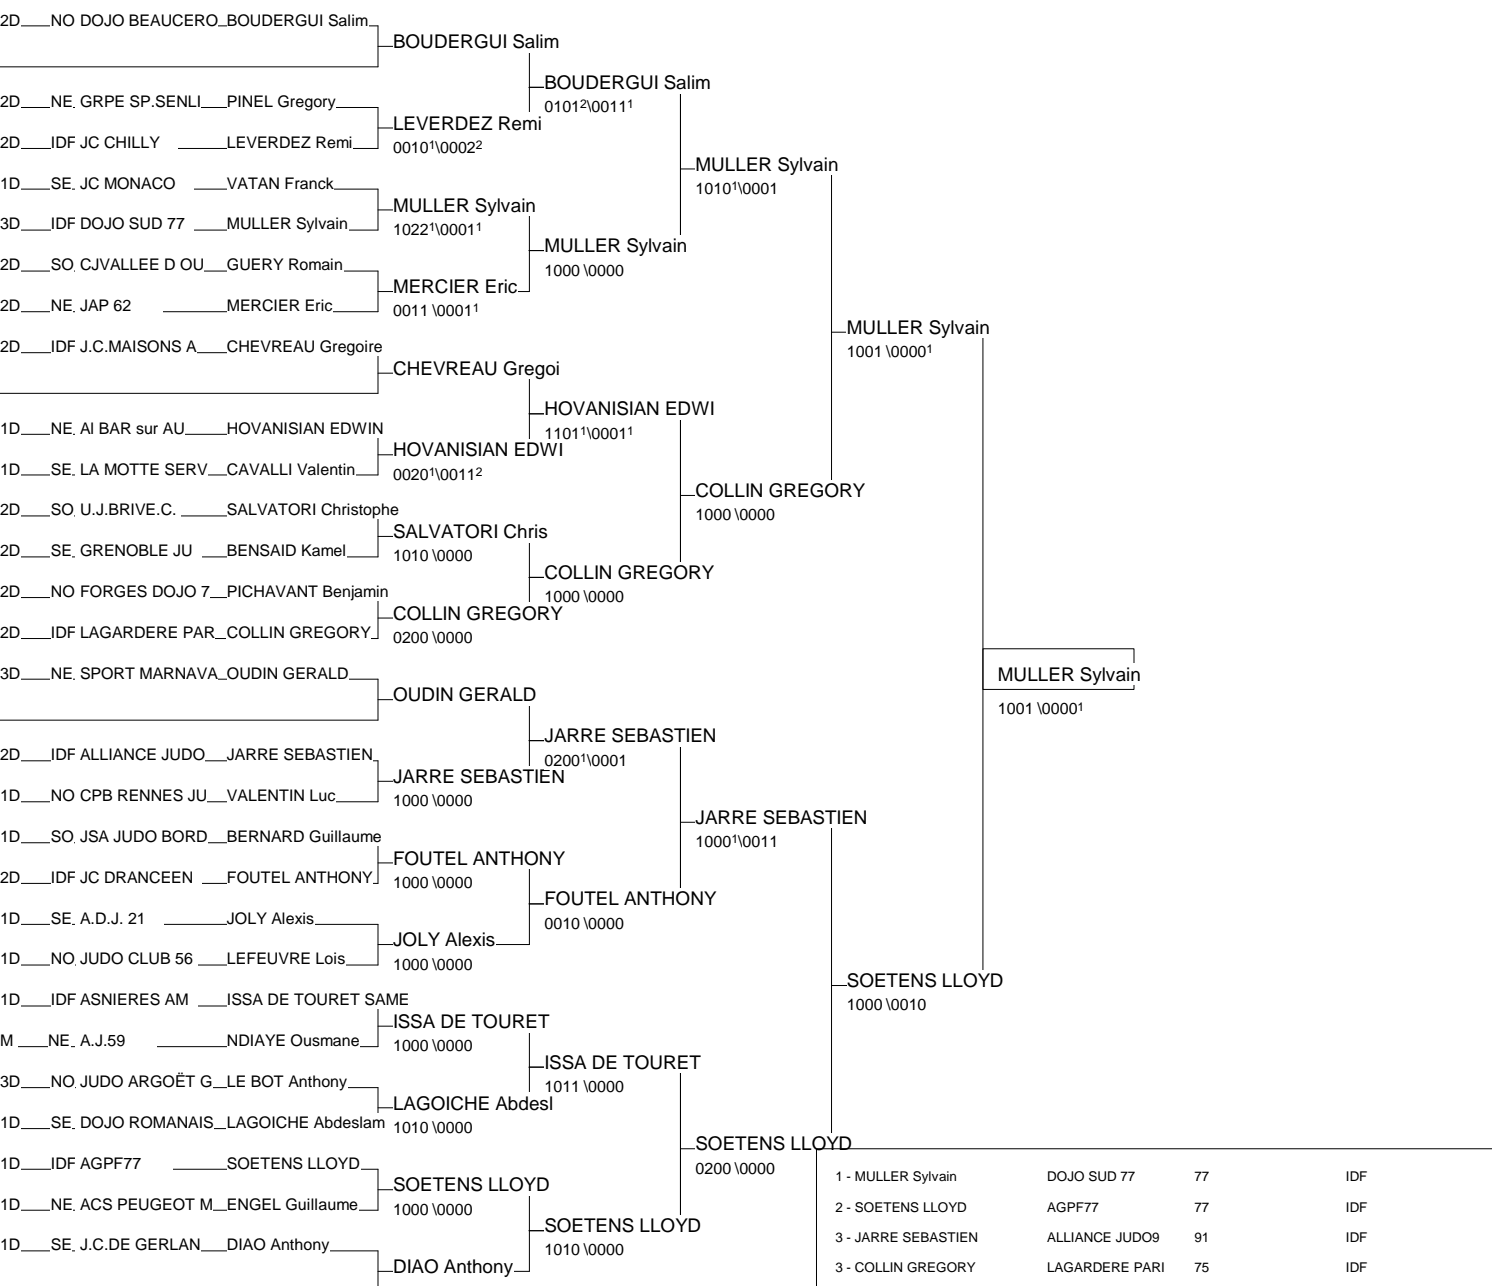 2D NO DOJO BEAUCERO BOUDERGUI Salim
BOUDERGUI Salim
BOUDERGUI Salim
0101²\0011¹
2D NE GRPE SP.SENLI PINEL Gregory
LEVERDEZ Remi
0010¹\0002²
2D IDF JC CHILLY LEVERDEZ Remi
MULLER Sylvain
1010¹\0001
1D SE JC MONACO VATAN Franck
MULLER Sylvain
1022¹\0001¹
3D IDF DOJO SUD 77 MULLER Sylvain
MULLER Sylvain
1000 \0000
2D SO CJVALLEE D OU GUERY Romain
MERCIER Eric
0011 \0001¹
2D NE JAP 62 MERCIER Eric
MULLER Sylvain
1001 \0000¹
2D IDF J.C.MAISONS A CHEVREAU Gregoire
CHEVREAU Gregoi
HOVANISIAN EDWI
1101¹\0001¹
1D NE AI BAR sur AU HOVANISIAN EDWIN
HOVANISIAN EDWI
0020¹\0011²
1D SE LA MOTTE SERV CAVALLI Valentin
COLLIN GREGORY
1000 \0000
2D SO U.J.BRIVE.C. SALVATORI Christophe
SALVATORI Chris
1010 \0000
2D SE GRENOBLE JU BENSAID Kamel
COLLIN GREGORY
1000 \0000
2D NO FORGES DOJO 7 PICHAVANT Benjamin
COLLIN GREGORY
0200 \0000
2D IDF LAGARDERE PAR COLLIN GREGORY
MULLER Sylvain
1001 \0000¹
3D NE SPORT MARNAVA OUDIN GERALD
OUDIN GERALD
JARRE SEBASTIEN
0200¹\0001
2D IDF ALLIANCE JUDO JARRE SEBASTIEN
JARRE SEBASTIEN
1000 \0000
1D NO CPB RENNES JU VALENTIN Luc
JARRE SEBASTIEN
1000¹\0011
1D SO JSA JUDO BORD BERNARD Guillaume
FOUTEL ANTHONY
1000 \0000
2D IDF JC DRANCEEN FOUTEL ANTHONY
FOUTEL ANTHONY
0010 \0000
1D SE A.D.J. 21 JOLY Alexis
JOLY Alexis
1000 \0000
1D NO JUDO CLUB 56 LEFEUVRE Lois
SOETENS LLOYD
1000 \0010
1D IDF ASNIERES AM ISSA DE TOURET SAME
ISSA DE TOURET
1000 \0000
M NE A.J.59 NDIAYE Ousmane
ISSA DE TOURET
1011 \0000
3D NO JUDO ARGOËT G LE BOT Anthony
LAGOICHE Abdesl
1010 \0000
1D SE DOJO ROMANAIS LAGOICHE Abdeslam
SOETENS LLOYD
0200 \0000
1D IDF AGPF77 SOETENS LLOYD
SOETENS LLOYD
1000 \0000
1D NE ACS PEUGEOT M ENGEL Guillaume
SOETENS LLOYD
1010 \0000
1D SE J.C.DE GERLAN DIAO Anthony
DIAO Anthony
1 - MULLER Sylvain DOJO SUD 77 77 IDF
2 - SOETENS LLOYD AGPF77 77 IDF
3 - JARRE SEBASTIEN ALLIANCE JUDO9 91 IDF
3 - COLLIN GREGORY LAGARDERE PARI 75 IDF